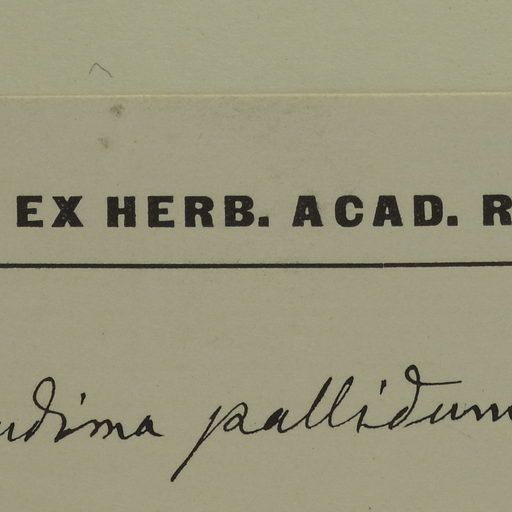 EX HERB. ACAD. R
udima pallidum